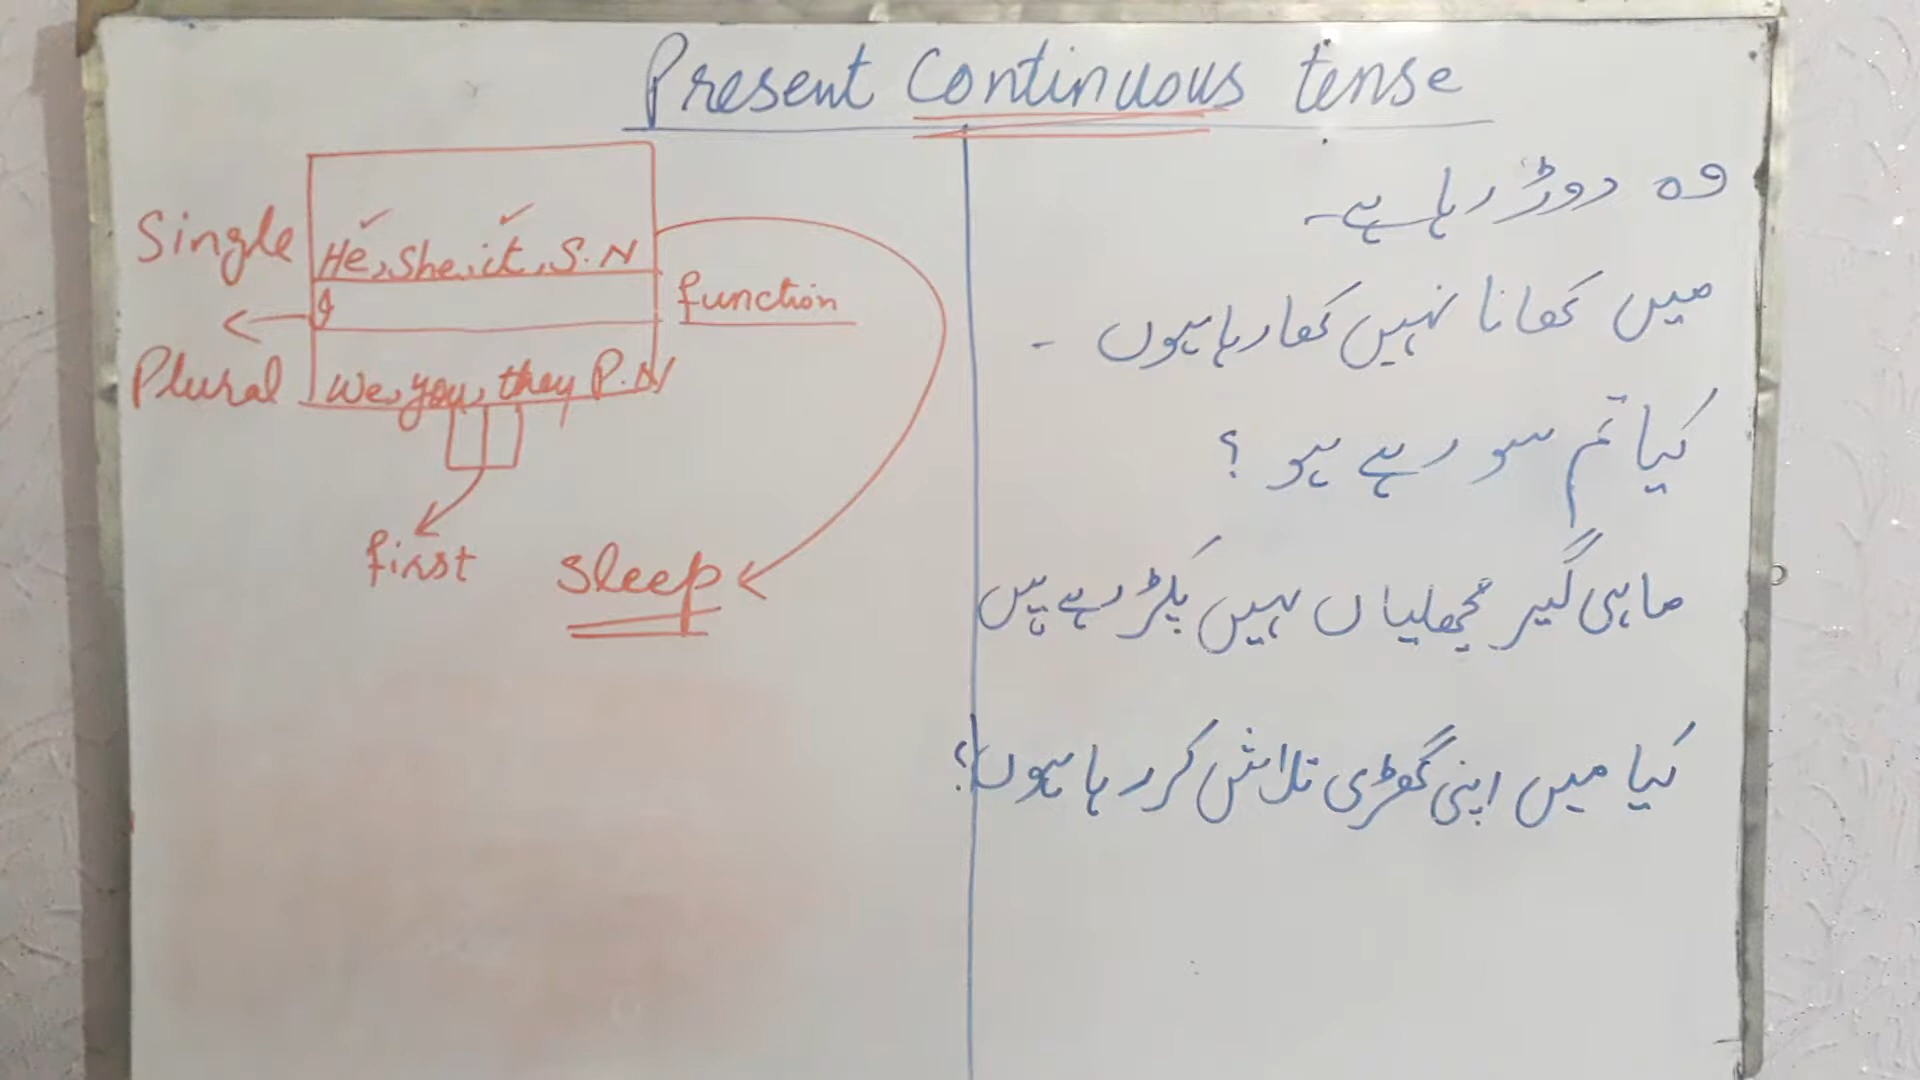 Present Continuous tense
Single
He, She, it, S.N
I
function
Plural
we, you, they P.N
first
sleep
وہ دوڑ رہا ہے۔
میں کھانا نہیں کھا رہا ہوں ۔
کیا تم سو رہے ہو ؟
ماہی گیر مچھلیاں نہیں پکڑ رہے ہیں
کیا میں اپنی گھڑی تلاش کر رہا ہوں؟